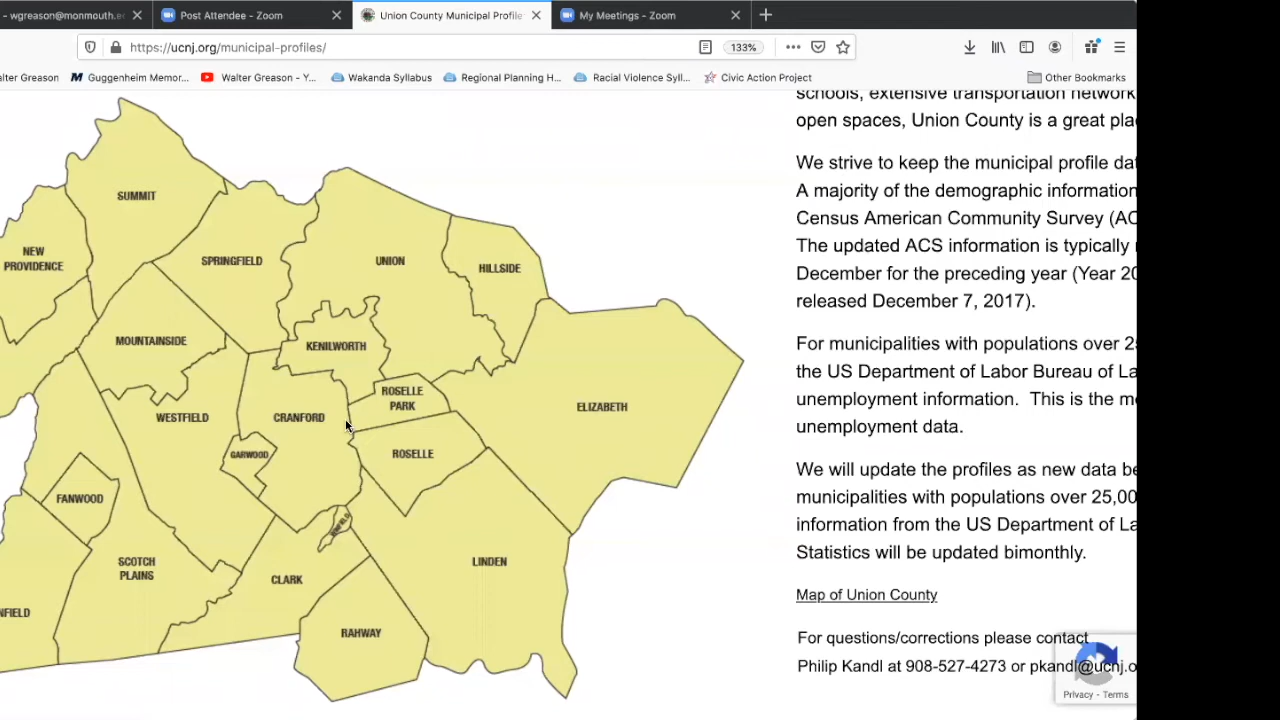 - wgreason@monmouth.e
Post Attendee - Zoom
Union County Municipal Profile
My Meetings - Zoom
https://ucnj.org/municipal-profiles/
133%
alter Greason
Guggenheim Memor...
Walter Greason - Y...
Wakanda Syllabus
Regional Planning H...
Racial Violence Syll...
Civic Action Project
Other Bookmarks
SUMMIT
NEW
PROVIDENCE
SPRINGFIELD
UNION
HILLSIDE
MOUNTAINSIDE
KENILWORTH
ROSELLE
PARK
ELIZABETH
WESTFIELD
CRANFORD
GARWOOD
ROSELLE
FANWOOD
SCOTCH
PLAINS
CLARK
LINDEN
NFIELD
RAHWAY
schools, extensive transportation network
open spaces, Union County is a great pla
We strive to keep the municipal profile dat
A majority of the demographic information
Census American Community Survey (AC
The updated ACS information is typically
December for the preceding year (Year 20
released December 7, 2017).
For municipalities with populations over 2
the US Department of Labor Bureau of La
unemployment information.  This is the m
unemployment data.
We will update the profiles as new data be
municipalities with populations over 25,00
information from the US Department of La
Statistics will be updated bimonthly.
Map of Union County
For questions/corrections please contact
Philip Kandl at 908-527-4273 or pkandl@ucnj.o
Privacy - Terms